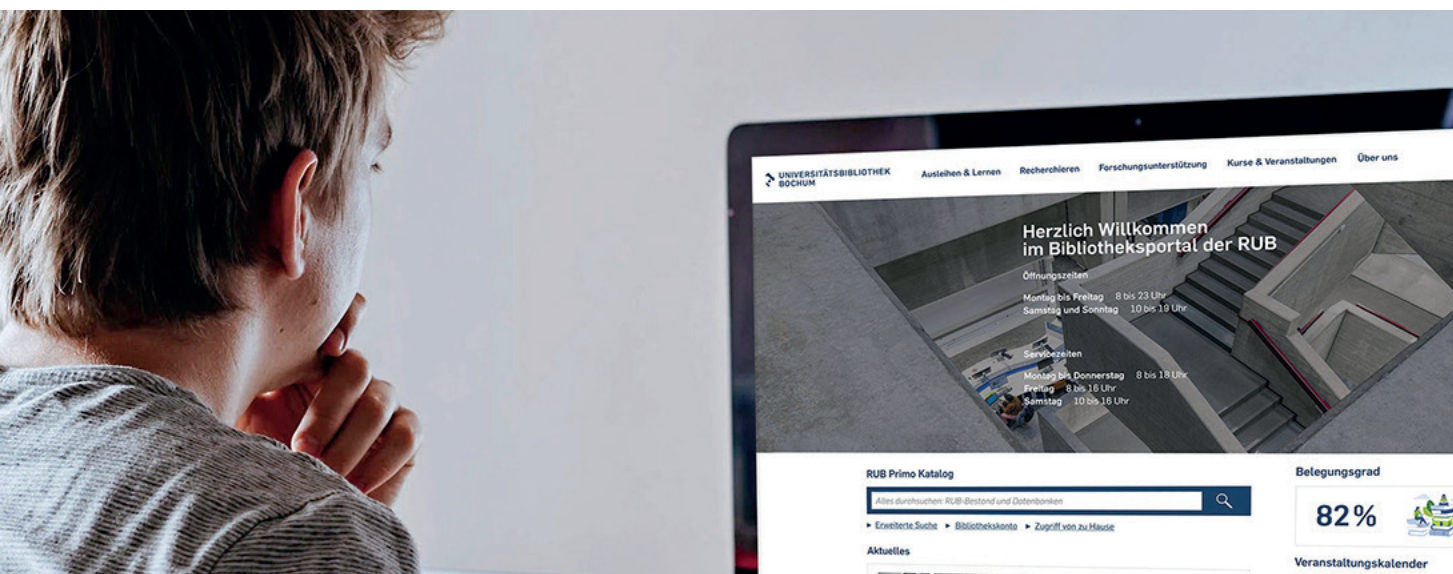 UNIVERSITÄTSBIBLIOTHEK
BOCHUM
Ausleihen & Lernen Recherchieren Forschungsunterstützung Kurse & Veranstaltungen Über uns
Herzlich Willkommen
im Bibliotheksportal der RUB
Öffnungszeiten
Montag bis Freitag 8 bis 23 Uhr
Samstag und Sonntag 10 bis 19 Uhr
Servicezeiten
Montag bis Donnerstag 8 bis 18 Uhr
Freitag 8 bis 16 Uhr
Samstag 10 bis 16 Uhr
RUB Primo Katalog
Alles durchsuchen: RUB-Bestand und Datenbanken
► Erweiterte Suche ► Bibliothekskonto ► Zugriff von zu Hause
Aktuelles
Belegungsgrad
82%
Veranstaltungskalender